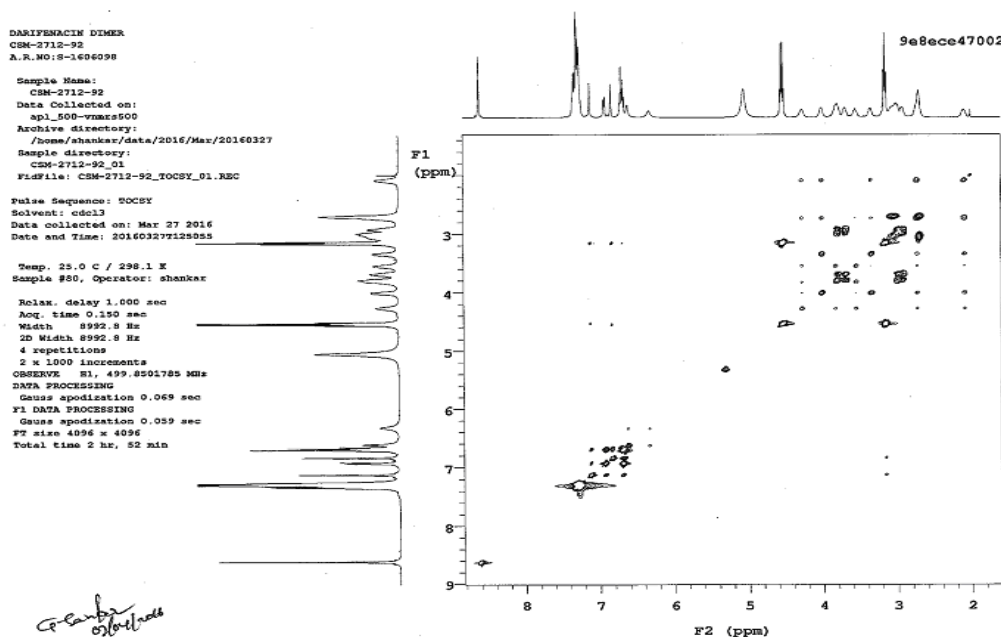 DARIFENACIN DIMER
CSM-2712-92
A.R.NO:S-1606098
Sample Name:
CSM-2712-92
Data Collected on:
apl_500-vnmrs500
Archive directory:
/home/shankar/data/2016/Mar/20160327
Sample directory:
CSM-2712-92_01
FidFile: CSM-2712-92_TOCSY_01.REC
Pulse Sequence: TOCSY
Solvent: cdcl3
Data collected on: Mar 27 2016
Date and Time: 20160327T125055
Temp. 25.0 C / 298.1 K
Sample #80, Operator: shankar
Relax. delay 1.000 sec
Acq. time 0.150 sec
Width 8992.8 Hz
2D Width 8992.8 Hz
4 repetitions
2 x 1000 increments
OBSERVE H1, 499.8501785 MHz
DATA PROCESSING
Gauss apodization 0.069 sec
F1 DATA PROCESSING
Gauss apodization 0.059 sec
FT size 4096 x 4096
Total time 2 hr, 52 min
9e8ece47002
F1
(ppm)
3
4
5
6
7
8
9
8 7 6 5 4 3 2
F2 (ppm)